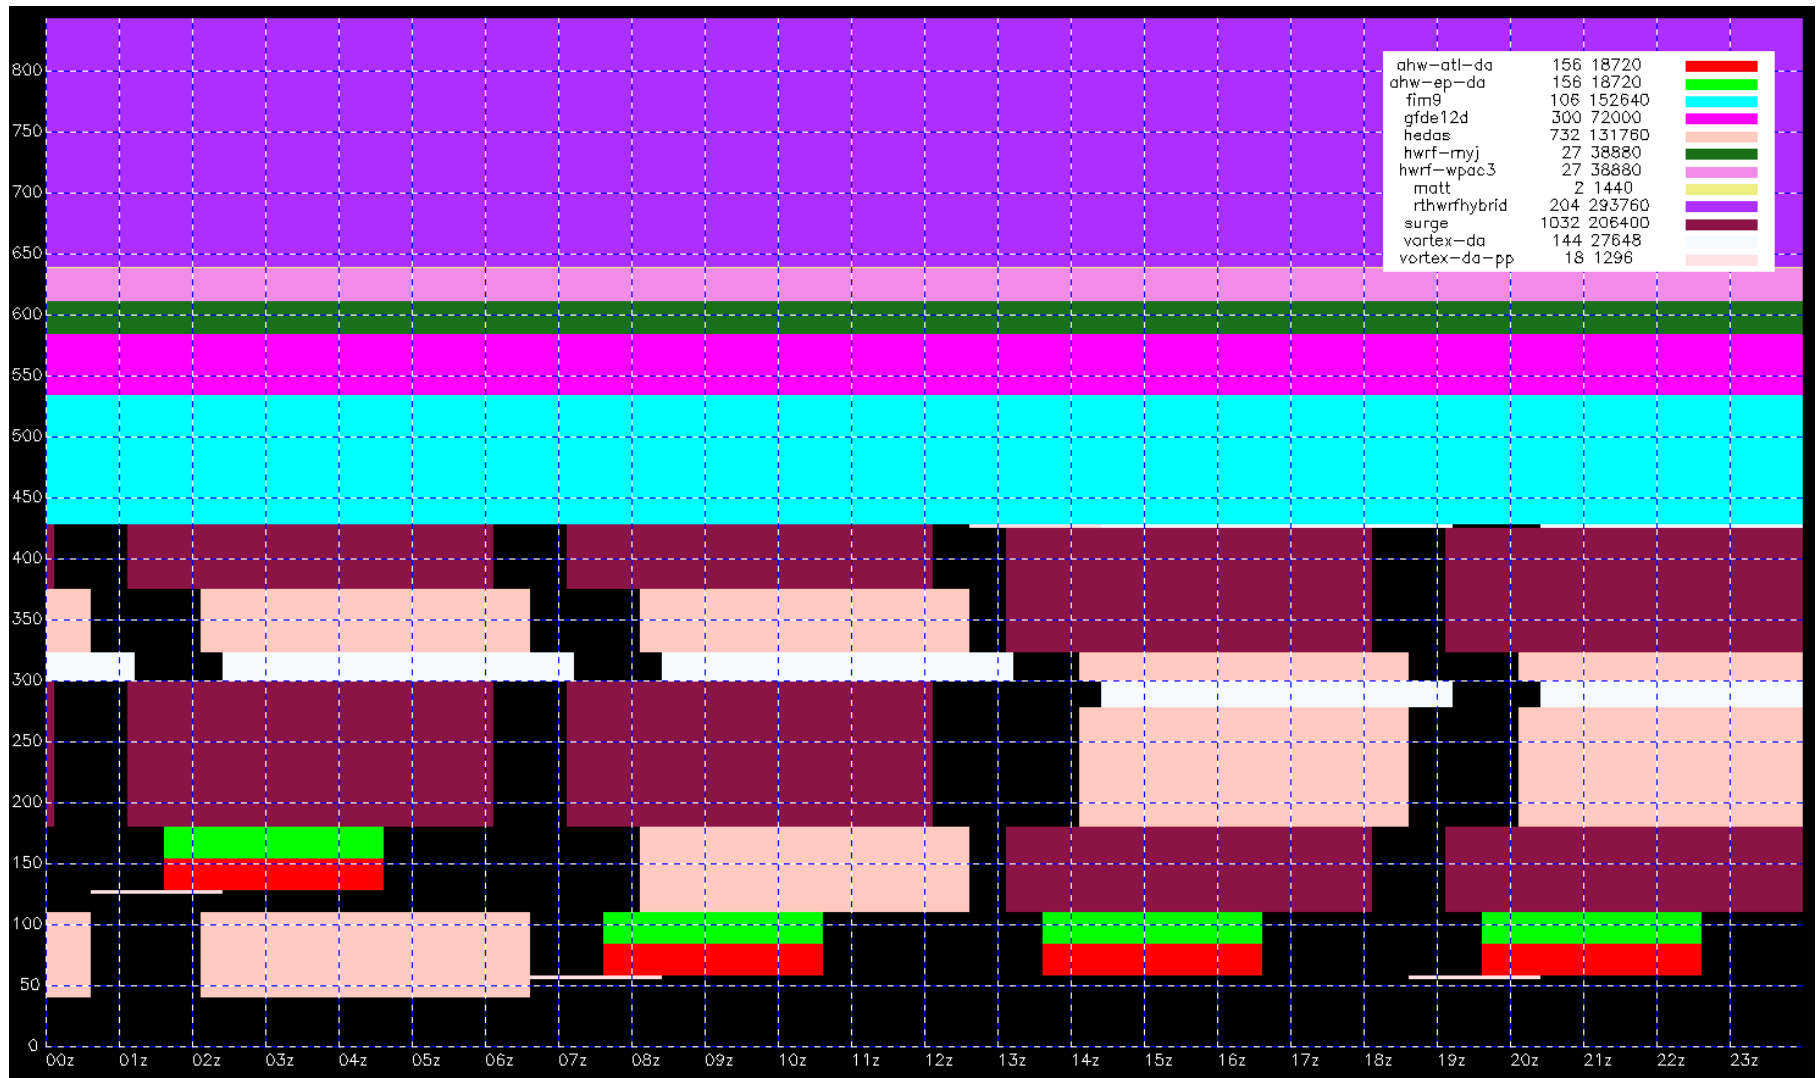 800
750
700
650
600
550
500
450
400
350
300
250
200
150
100
50
0
00z 01z 02z 03z 04z 05z 06z 07z 08z 09z 10z 11z 12z 13z 14z 15z 16z 17z 18z 19z 20z 21z 22z 23z
ahw-atl-da 156 18720
ahw-ep-da 156 18720
fim9 106 152640
gfde12d 300 72000
hedas 732 131760
hwrf-myj 27 38880
hwrf-wpac3 27 38880
matt 2 1440
rthwrfhybrid 204 293760
surge 1032 206400
vortex-da 144 27648
vortex-da-pp 18 1296